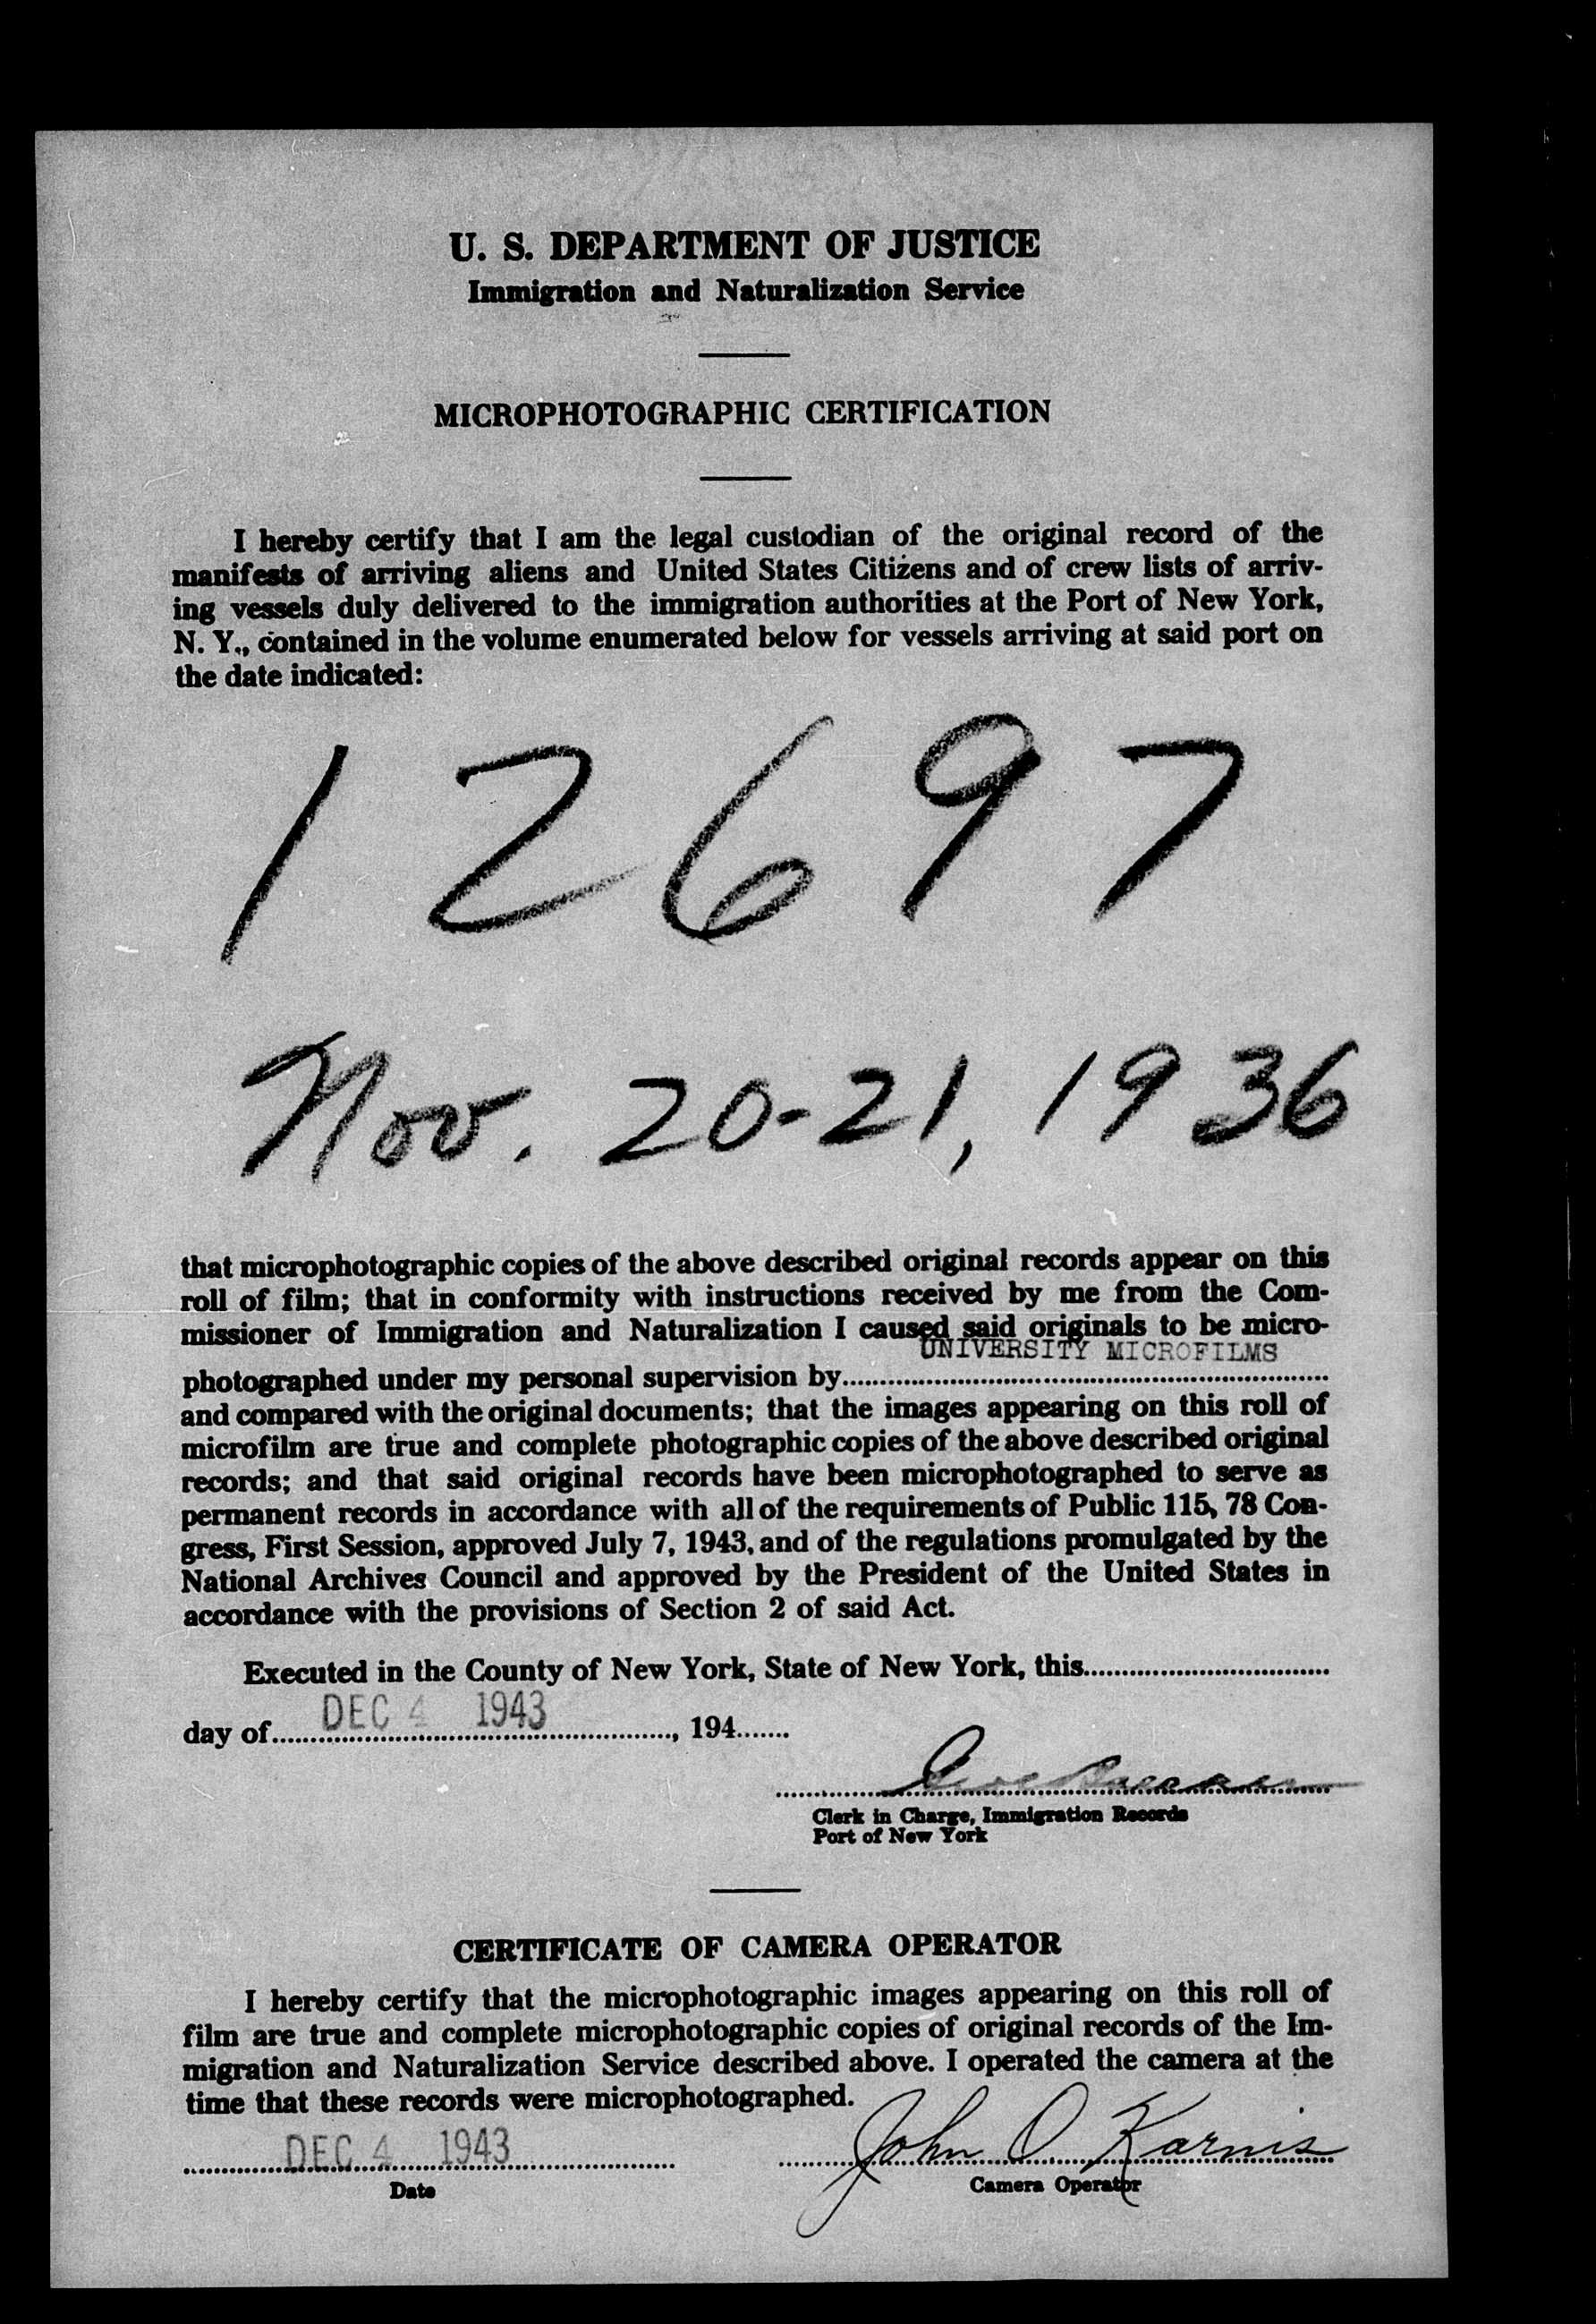 U. S. DEPARTMENT OF JUSTICE
Immigration and Naturalization Service
MICROPHOTOGRAPHIC CERTIFICATION
I hereby certify that I am the legal custodian of the original record of the
manifests of arriving aliens and United States Citizens and of crew lists of arriv-
ing vessels duly delivered to the immigration authorities at the Port of New York,
N. Y., contained in the volume enumerated below for vessels arriving at said port on
the date indicated:
12697
Nov. 20-21, 1936
that microphotographic copies of the above described original records appear on this
roll of film; that in conformity with instructions received by me from the Com-
missioner of Immigration and Naturalization I caused said originals to be micro-
UNIVERSITY MICROFILMS
photographed under my personal supervision by
and compared with the original documents; that the images appearing on this roll of
microfilm are true and complete photographic copies of the above described original
records; and that said original records have been microphotographed to serve as
permanent records in accordance with all of the requirements of Public 115, 78 Con-
gress, First Session, approved July 7, 1943, and of the regulations promulgated by the
National Archives Council and approved by the President of the United States in
accordance with the provisions of Section 2 of said Act.
Executed in the County of New York, State of New York, this
DEC 4 1943
day of , 194
Clerk in Charge, Immigration Records
Port of New York
CERTIFICATE OF CAMERA OPERATOR
I hereby certify that the microphotographic images appearing on this roll of
film are true and complete microphotographic copies of original records of the Im-
migration and Naturalization Service described above. I operated the camera at the
time that these records were microphotographed.
DEC 4 1943 John O Karnis
Date Camera Operator